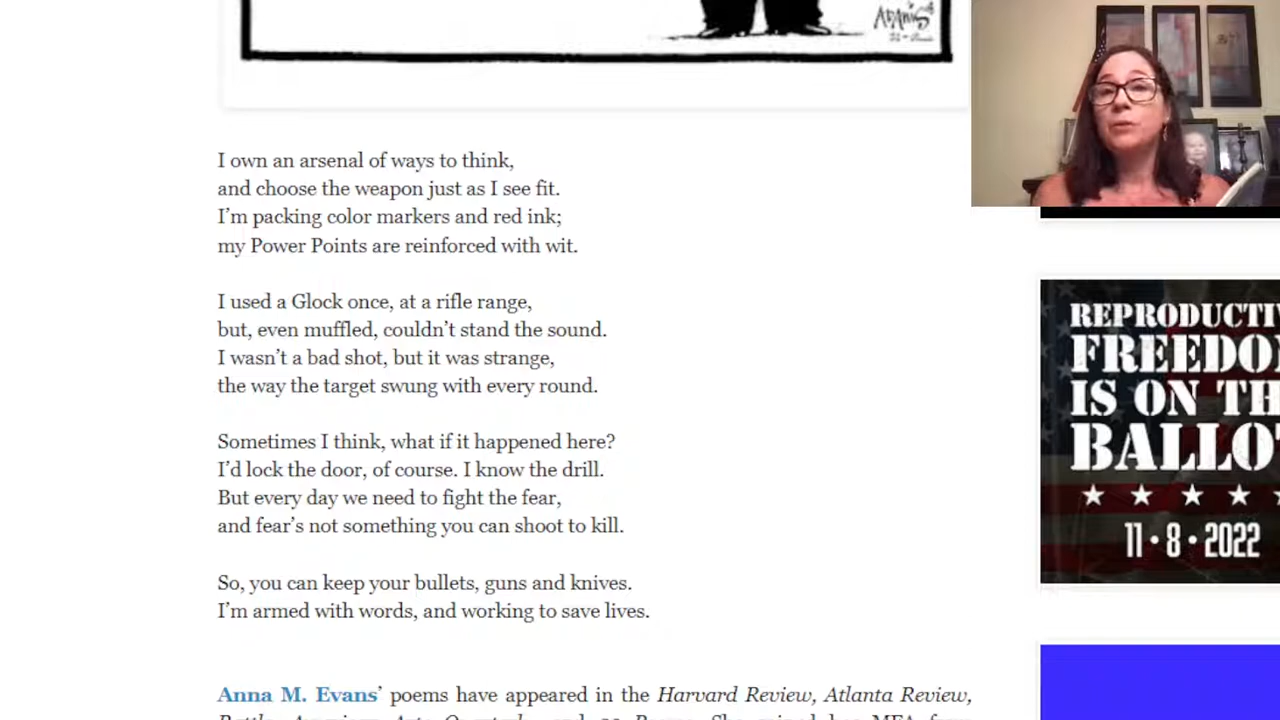 ADAMS
I own an arsenal of ways to think,
and choose the weapon just as I see fit.
I'm packing color markers and red ink;
my Power Points are reinforced with wit.
I used a Glock once, at a rifle range,
but, even muffled, couldn't stand the sound.
I wasn't a bad shot, but it was strange,
the way the target swung with every round.
Sometimes I think, what if it happened here?
I'd lock the door, of course. I know the drill.
But every day we need to fight the fear,
and fear's not something you can shoot to kill.
So, you can keep your bullets, guns and knives.
I'm armed with words, and working to save lives.
Anna M. Evans' poems have appeared in the Harvard Review, Atlanta Review,
REPRODUCTIV
FREEDO
IS ON TH
BALLO
11 • 8 • 2022